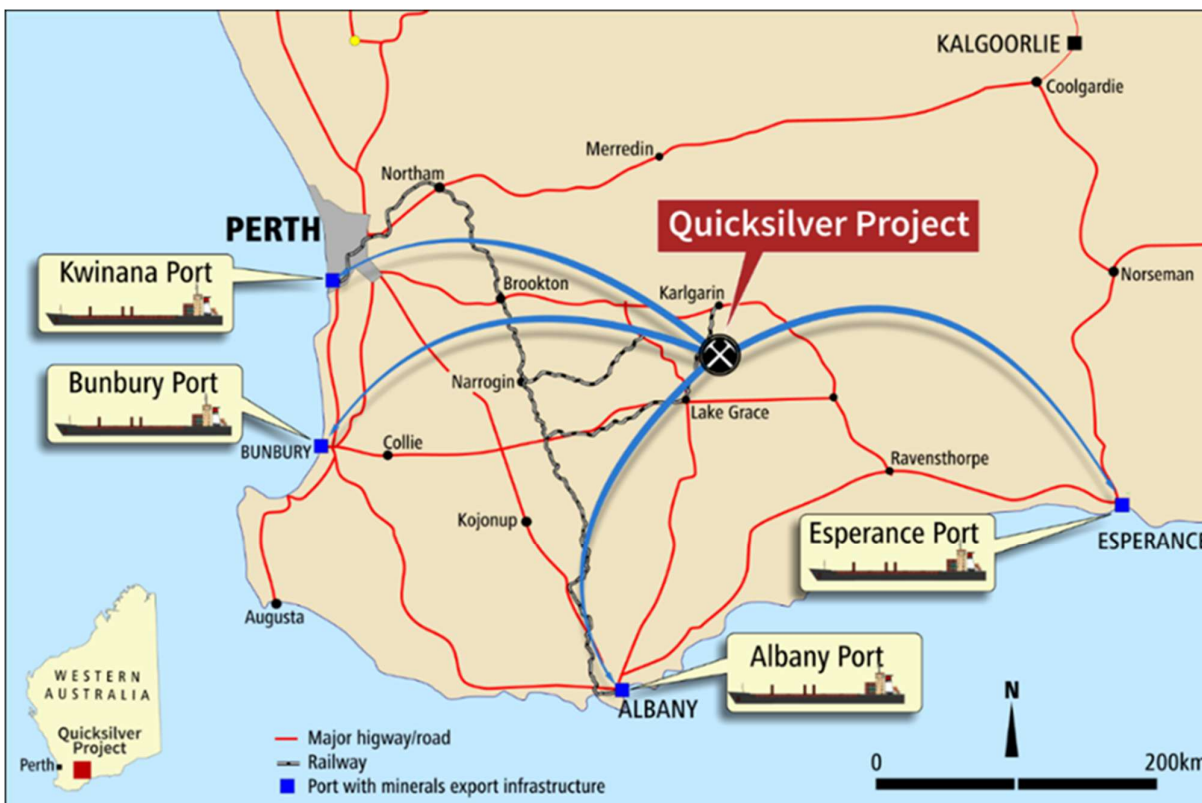 KALGOORLIE
Coolgardie
Merredin
Northam
PERTH
Quicksilver Project
Kwinana Port
Norseman
Brookton
Karlgarin
Bunbury Port
Narrogin
Lake Grace
BUNBURY
Collie
Ravensthorpe
Kojonup
Esperance Port
ESPERANCE
Augusta
Albany Port
ALBANY
WESTERN
AUSTRALIA
Quicksilver
Project
Perth
Major higway/road
Railway
Port with minerals export infrastructure
N
0
200km